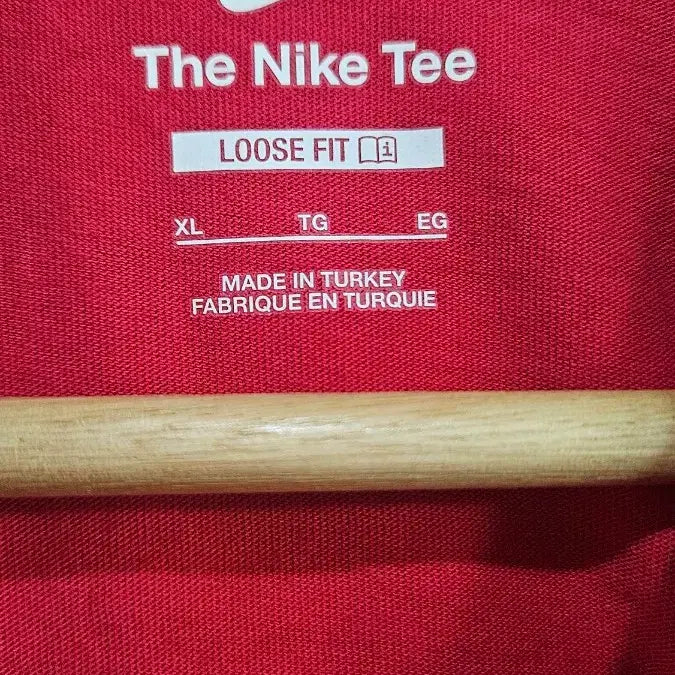 The Nike Tee
LOOSE FIT i
XL TG EG
MADE IN TURKEY
FABRIQUE EN TURQUIE